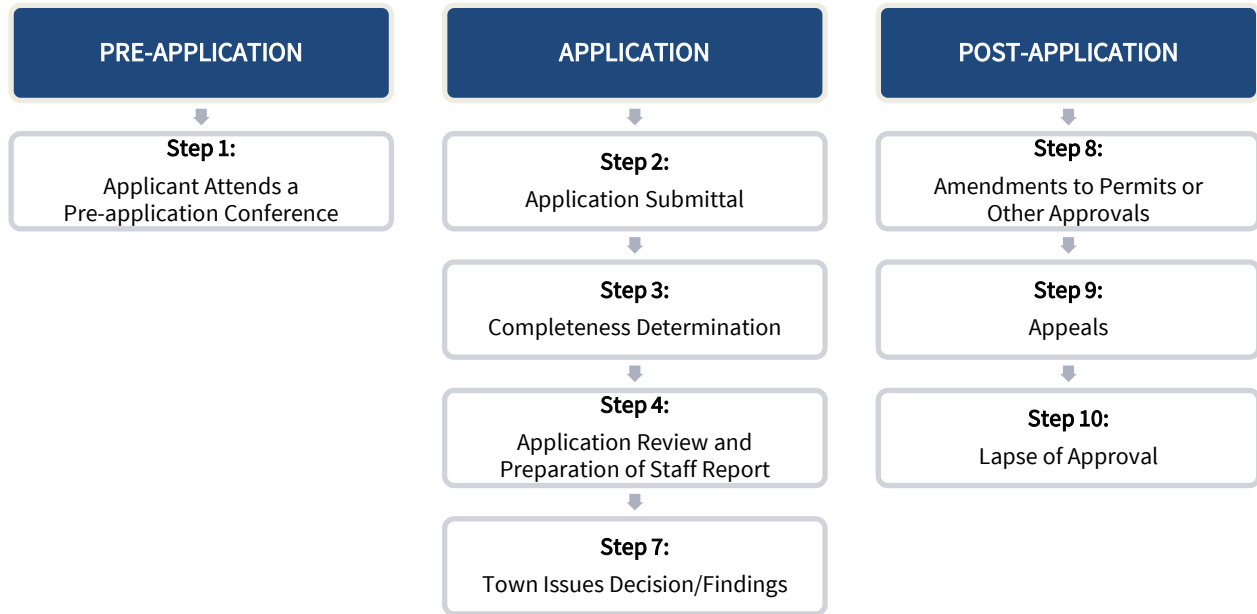 PRE-APPLICATION
Step 1:
Applicant Attends a
Pre-application Conference
APPLICATION
Step 2:
Application Submittal
Step 3:
Completeness Determination
Step 4:
Application Review and
Preparation of Staff Report
Step 7:
Town Issues Decision/Findings
POST-APPLICATION
Step 8:
Amendments to Permits or
Other Approvals
Step 9:
Appeals
Step 10:
Lapse of Approval